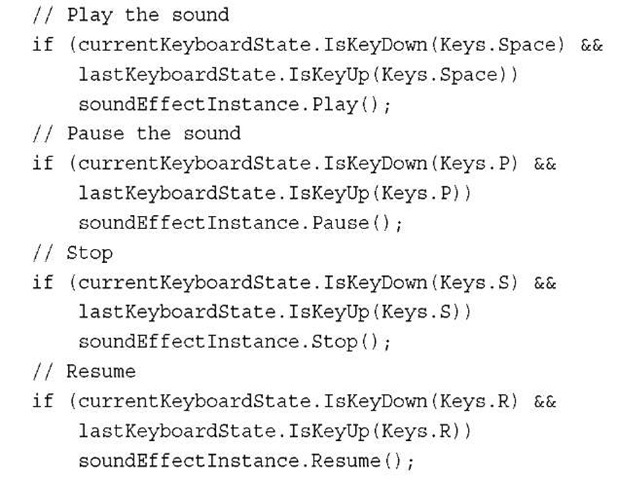 // Play the sound
if (currentKeyboardState.IsKeyDown(Keys.Space) &&
lastKeyboardState.IsKeyUp(Keys.Space))
soundEffectInstance.Play();
// Pause the sound
if (currentKeyboardState.IsKeyDown(Keys.P) &&
lastKeyboardState.IsKeyUp(Keys.P))
soundEffectInstance.Pause();
// Stop
if (currentKeyboardState.IsKeyDown(Keys.S) &&
lastKeyboardState.IsKeyUp(Keys.S))
soundEffectInstance.Stop();
// Resume
if (currentKeyboardState.IsKeyDown(Keys.R) &&
lastKeyboardState.IsKeyUp(Keys.R))
soundEffectInstance.Resume();